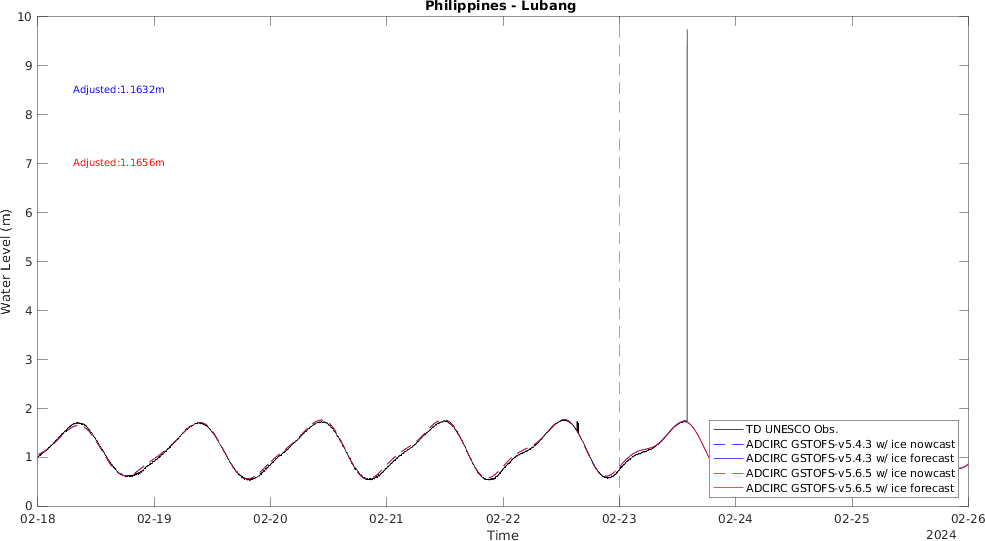 Philippines - Lubang
10
9
8
7
6
5
4
3
2
1
0
Water Level (m)
Adjusted:1.1632m
Adjusted:1.1656m
TD UNESCO Obs.
ADCIRC GSTOFS-v5.4.3 w/ ice nowcast
ADCIRC GSTOFS-v5.4.3 w/ ice forecast
ADCIRC GSTOFS-v5.6.5 w/ ice nowcast
ADCIRC GSTOFS-v5.6.5 w/ ice forecast
02-18 02-19 02-20 02-21 02-22 02-23 02-24 02-25 02-26
Time
2024